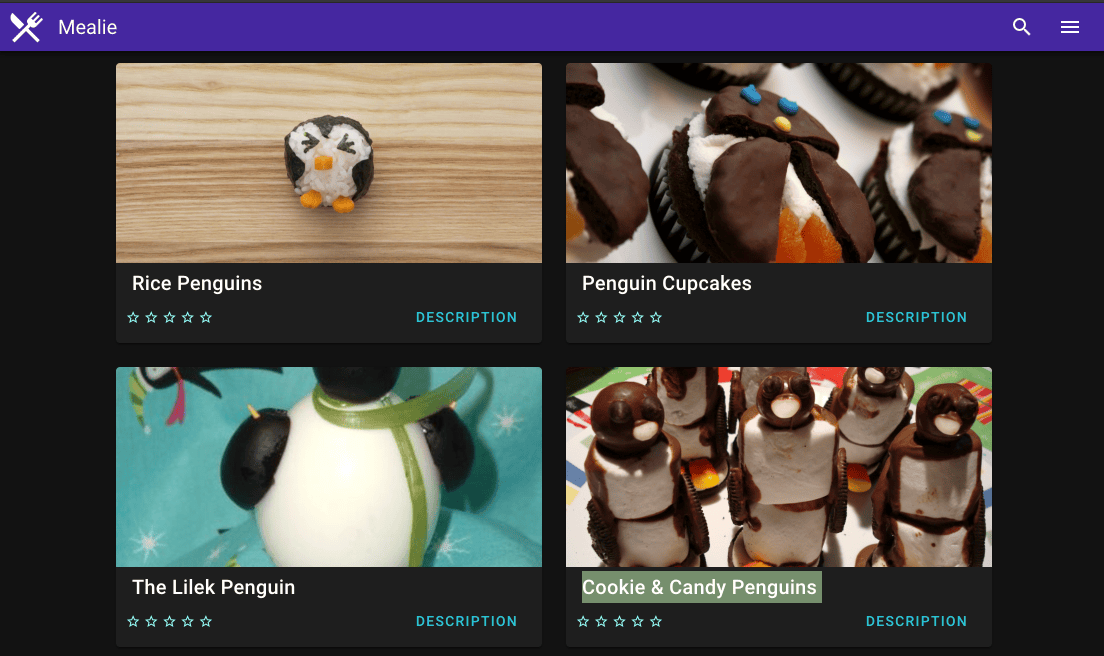 Mealie
Rice Penguins
DESCRIPTION
Penguin Cupcakes
DESCRIPTION
The Lilek Penguin
DESCRIPTION
Cookie & Candy Penguins
DESCRIPTION